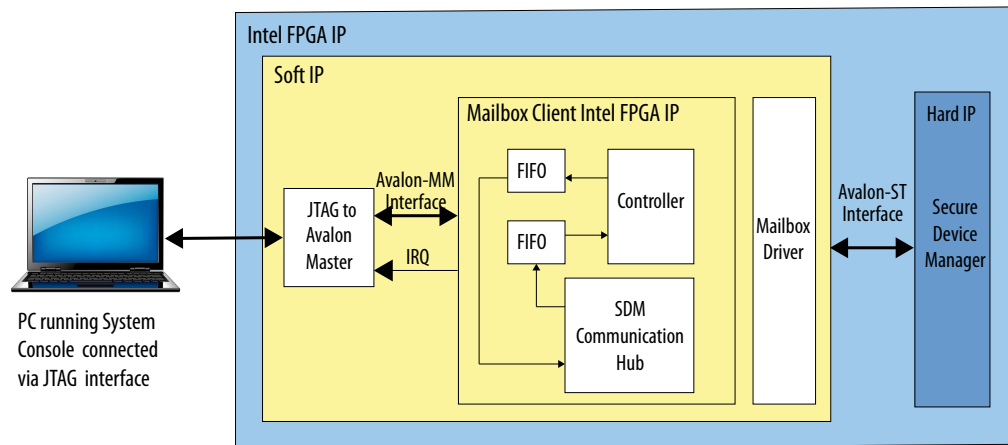 Intel FPGA IP
Soft IP
Mailbox Client Intel FPGA IP
Hard IP
FIFO
Controller
FIFO
SDM
Communication
Hub
Avalon-MM
Interface
JTAG to
Avalon
Master
IRQ
Mailbox
Driver
Avalon-ST
Interface
Secure
Device
Manager
PC running System
Console connected
via JTAG interface